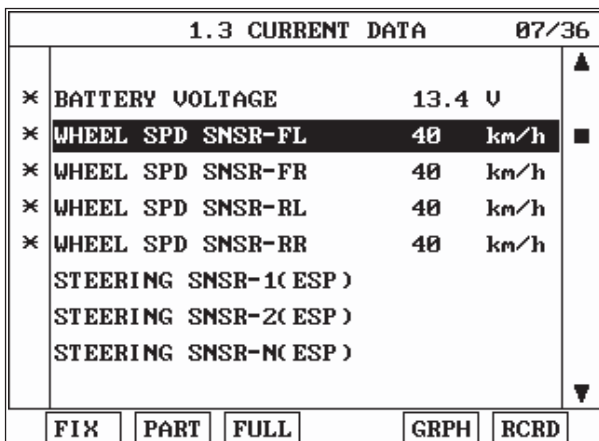 1.3 CURRENT DATA 07/36
* BATTERY VOLTAGE 13.4 V
* WHEEL SPD SNSR-FL 40 km/h
* WHEEL SPD SNSR-FR 40 km/h
* WHEEL SPD SNSR-RL 40 km/h
* WHEEL SPD SNSR-RR 40 km/h
STEERING SNSR-1(ESP)
STEERING SNSR-2(ESP)
STEERING SNSR-N(ESP)
FIX PART FULL GRPH RCRD